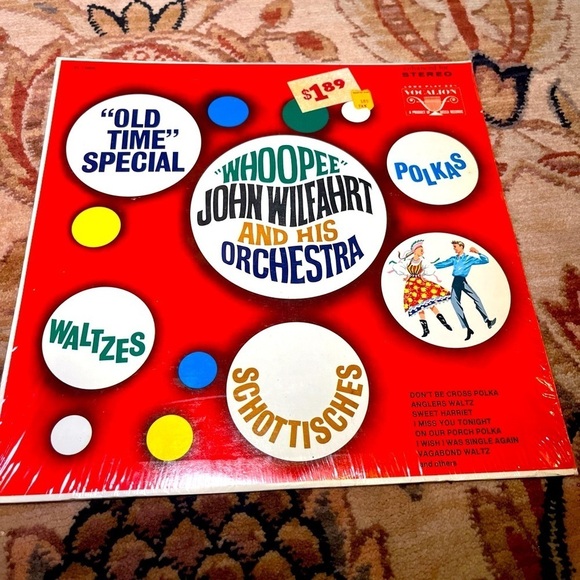 STEREO
VOCALION
$1.89
"OLD
TIME"
SPECIAL
"WHOOPEE"
JOHN WILFAHRT
AND HIS
ORCHESTRA
POLKAS
WALTZES
SCHOTTISCHES
DON'T BE CROSS POLKA
ANGLERS WALTZ
SWEET HARRIET
I MISS YOU TONIGHT
ON OUR PORCH POLKA
I WISH I WAS SINGLE AGAIN
VAGABOND WALTZ
and others